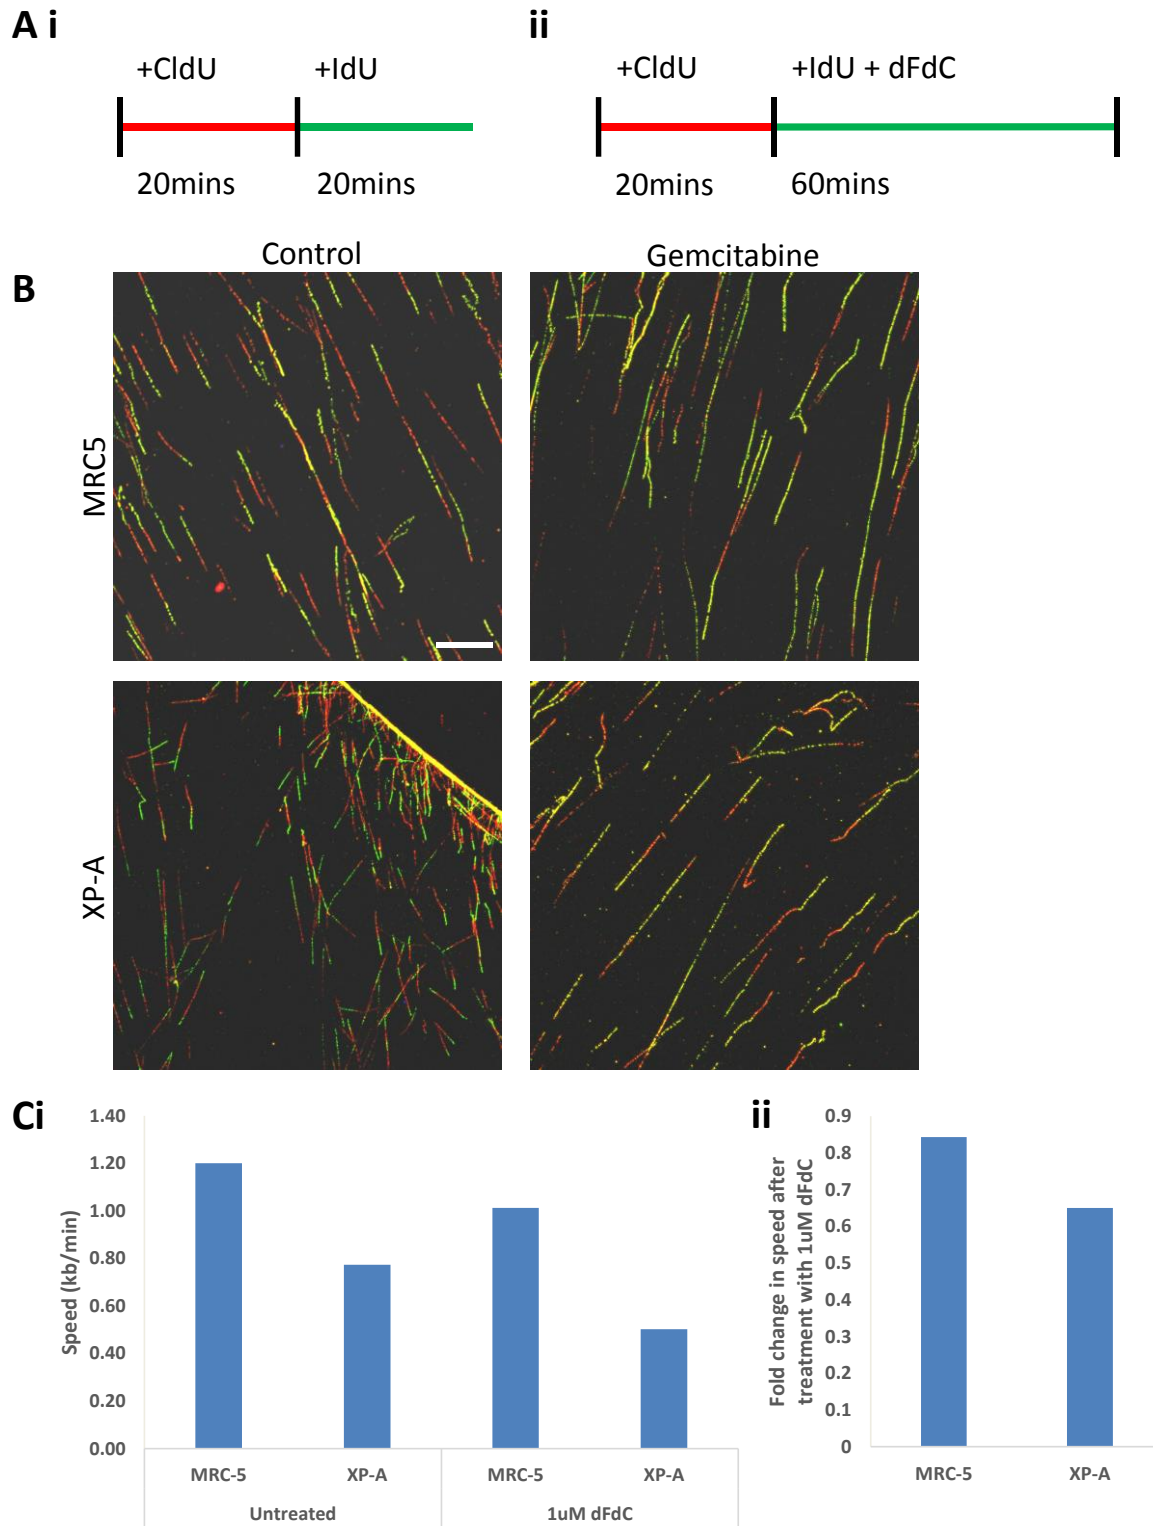 A i
ii
+CldU
+IdU
+CldU
+IdU + dFdC
20mins
20mins
20mins
60mins
Control
Gemcitabine
B
MRC5
XP-A
Ci
1.40
1.20
1.00
0.80
0.60
0.40
0.20
0.00
Speed (kb/min)
MRC-5
XP-A
MRC-5
XP-A
Untreated
1uM dFdC
ii
0.9
0.8
0.7
0.6
0.5
0.4
0.3
0.2
0.1
0
Fold change in speed after
treatment with 1uM dFdC
MRC-5
XP-A